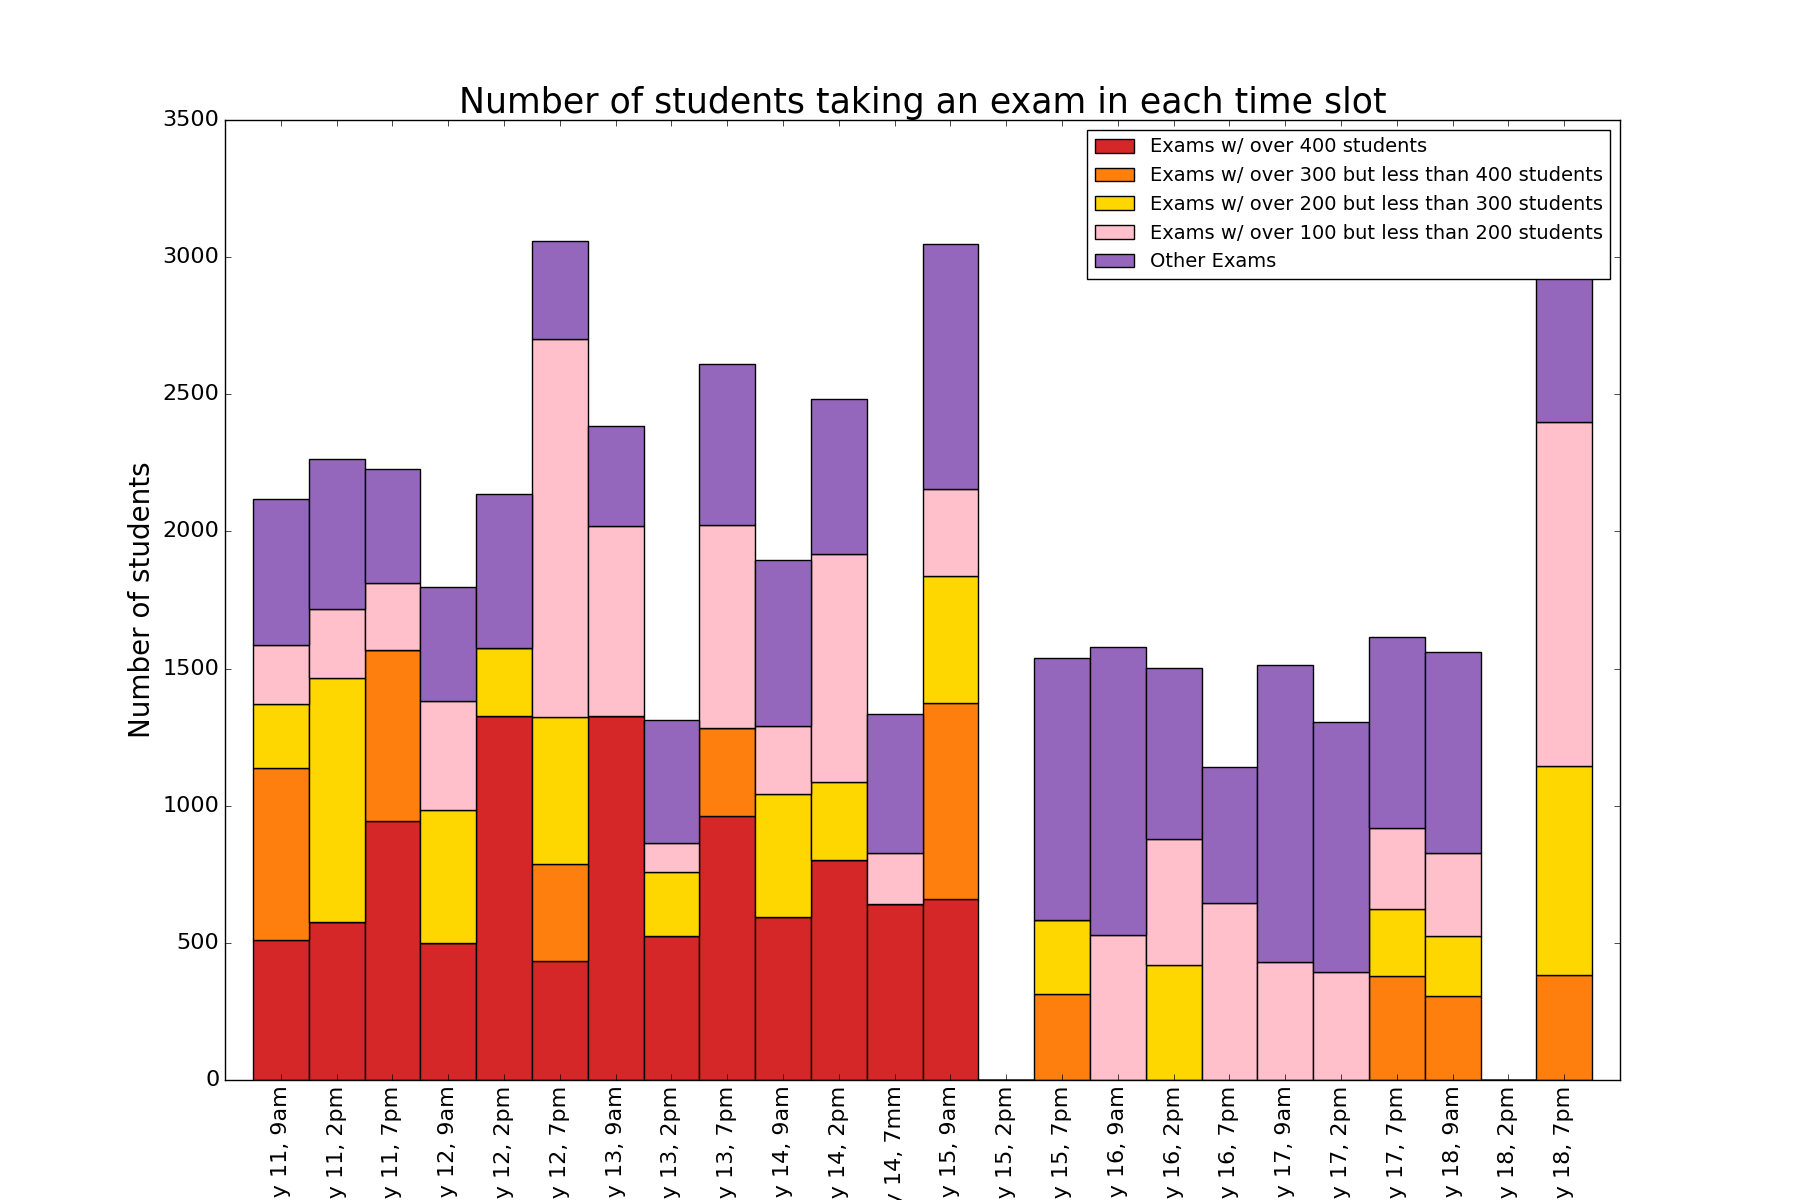 Number of students taking an exam in each time slot
Exams w/ over 400 students
Exams w/ over 300 but less than 400 students
Exams w/ over 200 but less than 300 students
Exams w/ over 100 but less than 200 students
Other Exams
3500
3000
2500
2000
1500
1000
500
0
Number of students
y 11, 9am
y 11, 2pm
y 11, 7pm
y 12, 9am
y 12, 2pm
y 12, 7pm
y 13, 9am
y 13, 2pm
y 13, 7pm
y 14, 9am
y 14, 2pm
y 14, 7mm
y 15, 9am
y 15, 2pm
y 15, 7pm
y 16, 9am
y 16, 2pm
y 16, 7pm
y 17, 9am
y 17, 2pm
y 17, 7pm
y 18, 9am
y 18, 2pm
y 18, 7pm